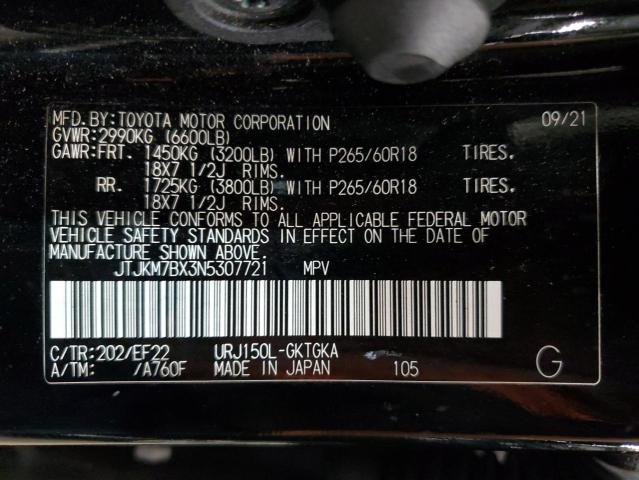 MFD.BY:TOYOTA MOTOR CORPORATION 09/21
GVWR:2990KG (6600LB)
GAWR:FRT. 1450KG (3200LB) WITH P265/60R18 TIRES.
18X7 1/2J RIMS.
RR. 1725KG (3800LB) WITH P265/60R18 TIRES.
18X7 1/2J RIMS.
THIS VEHICLE CONFORMS TO ALL APPLICABLE FEDERAL MOTOR
VEHICLE SAFETY STANDARDS IN EFFECT ON THE DATE OF
MANUFACTURE SHOWN ABOVE.
JTJKM7BX3N5307721 MPV
C/TR:202/EF22 URJ150L-GKTGKA
A/TM: /A760F MADE IN JAPAN 105 G